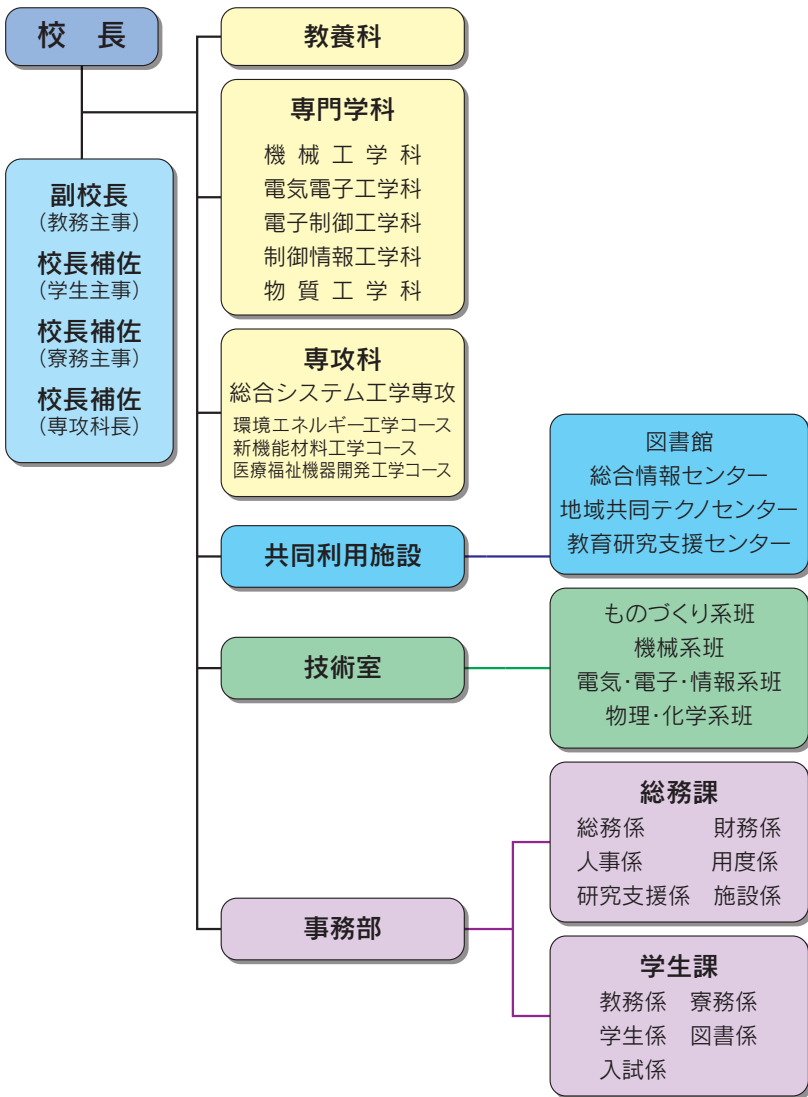 校長
副校長
(教務主事)
校長補佐
(学生主事)
校長補佐
(寮務主事)
校長補佐
(専攻科長)
教養科
専門学科
機械工学科
電気電子工学科
電子制御工学科
制御情報工学科
物質工学科
専攻科
総合システム工学専攻
環境エネルギー工学コース
新機能材料工学コース
医療福祉機器開発工学コース
共同利用施設
図書館
総合情報センター
地域共同テクノセンター
教育研究支援センター
技術室
ものづくり系班
機械系班
電気・電子・情報系班
物理・化学系班
事務部
総務課
総務係 財務係
人事係 用度係
研究支援係 施設係
学生課
教務係 寮務係
学生係 図書係
入試係